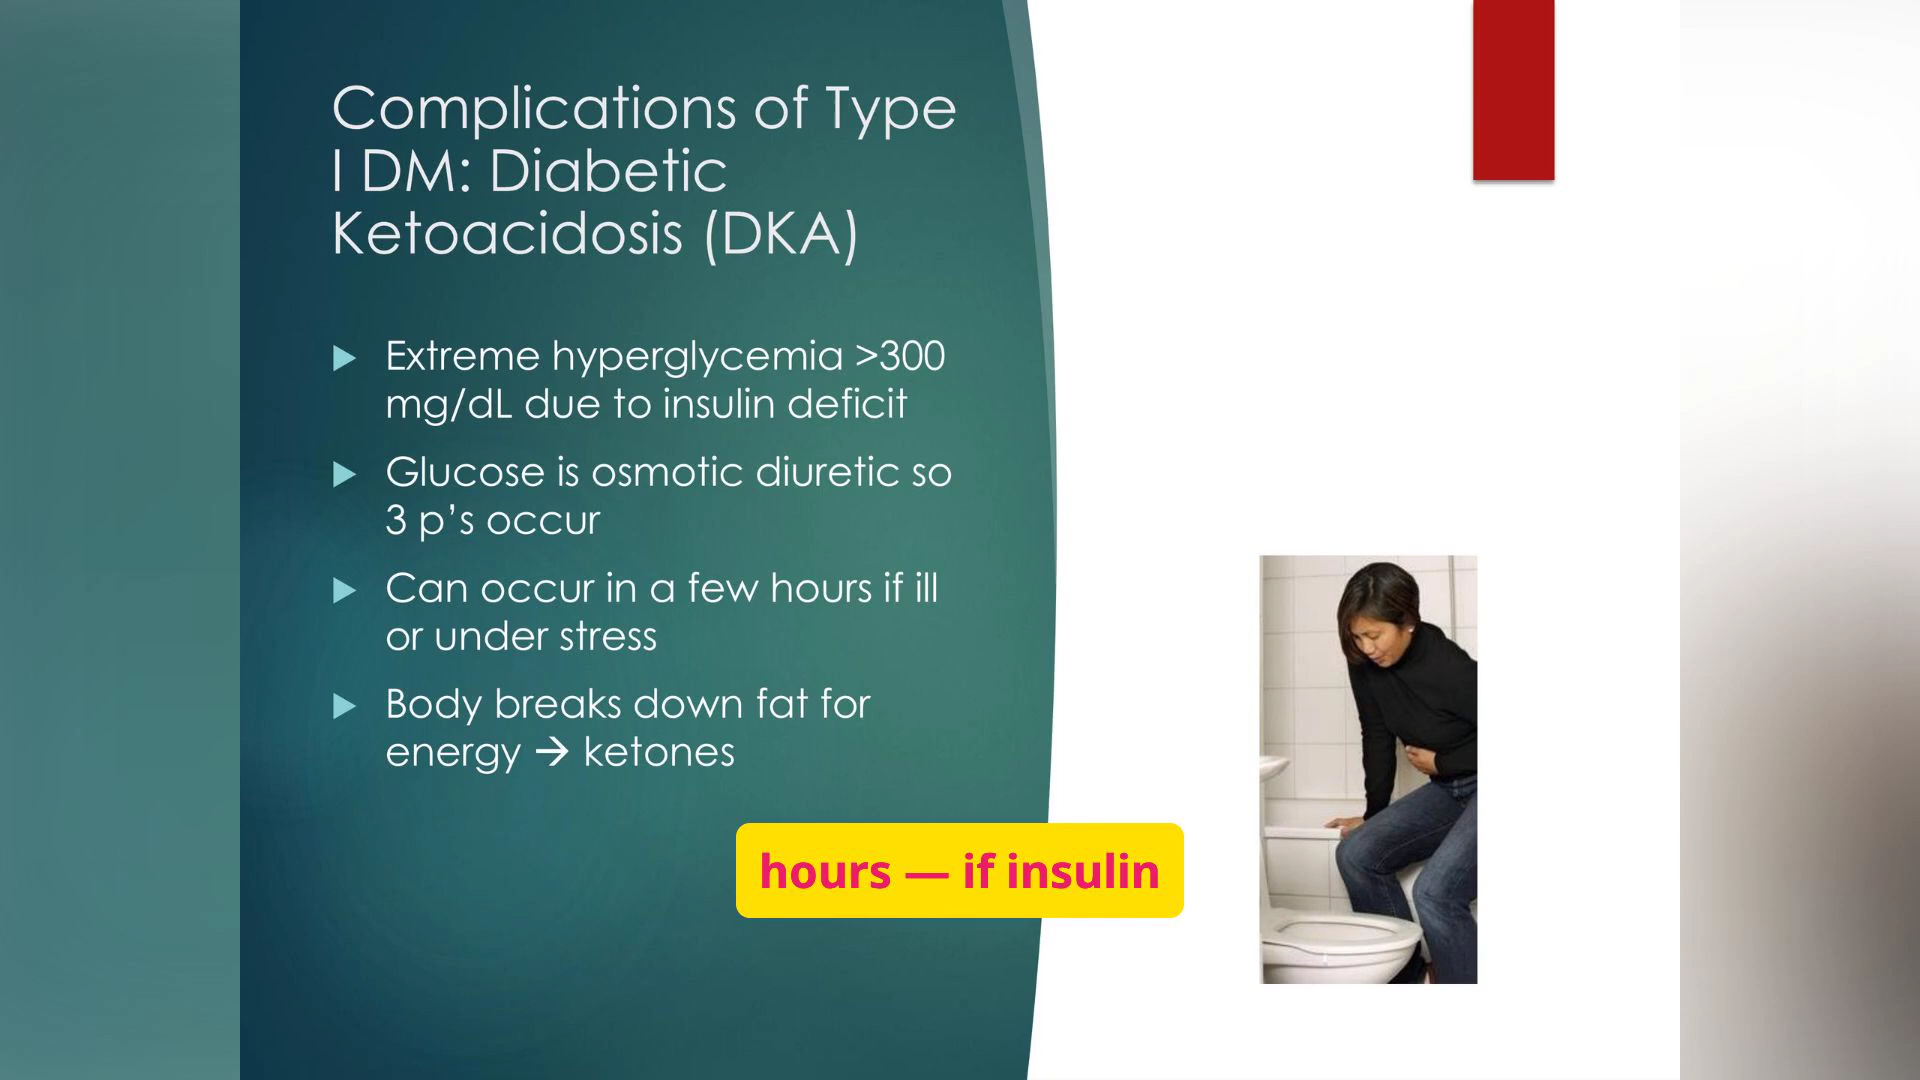 Complications of Type
I DM: Diabetic
Ketoacidosis (DKA)
Extreme hyperglycemia >300
mg/dL due to insulin deficit
Glucose is osmotic diuretic so
3 p’s occur
Can occur in a few hours if ill
or under stress
Body breaks down fat for
energy → ketones
hours — if insulin